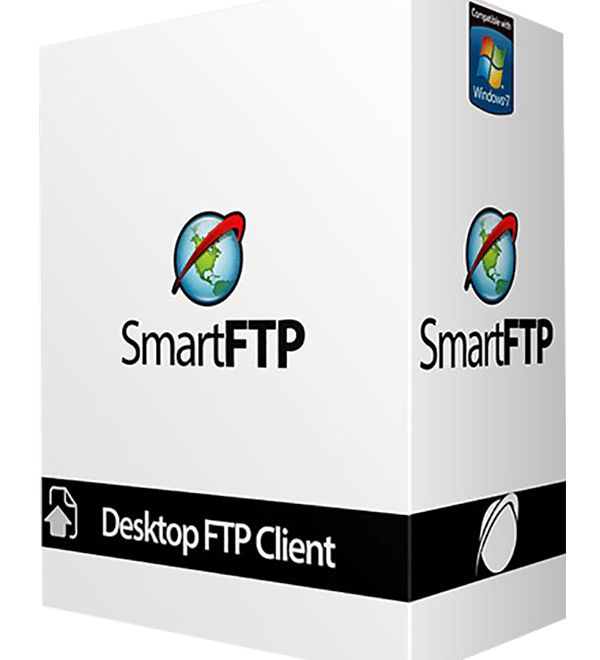 Compatible with
Windows 7
SmartFTP
SmartFTP
Desktop FTP Client